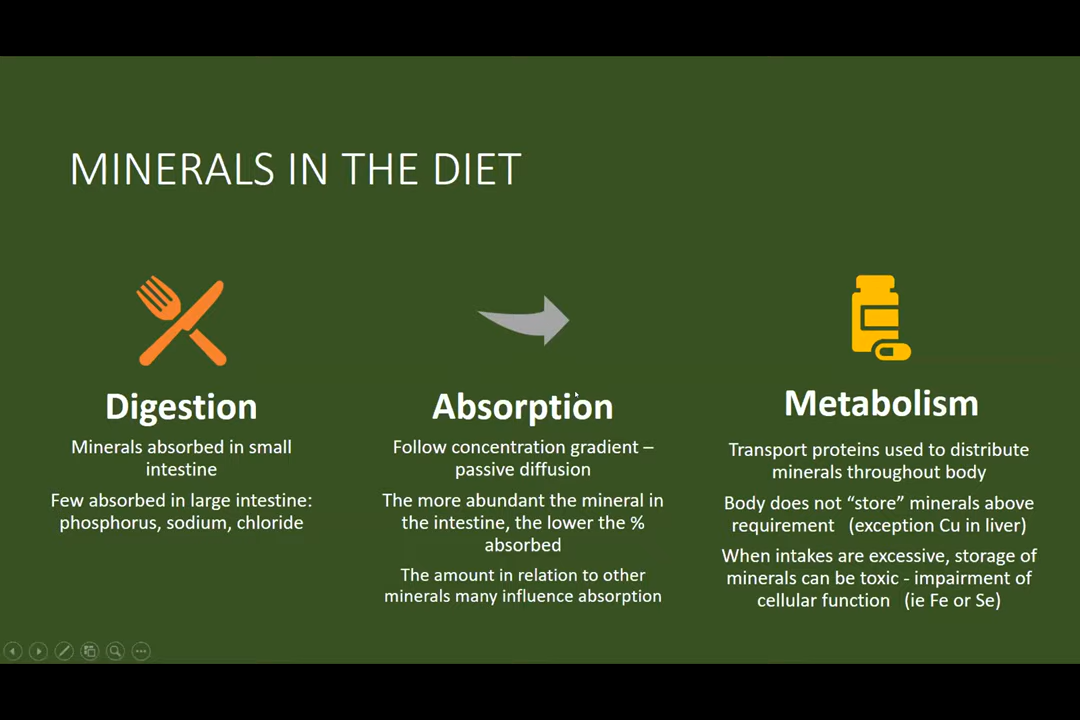 MINERALS IN THE DIET
Digestion
Minerals absorbed in small
intestine
Few absorbed in large intestine:
phosphorus, sodium, chloride
Absorption
Follow concentration gradient –
passive diffusion
The more abundant the mineral in
the intestine, the lower the %
absorbed
The amount in relation to other
minerals many influence absorption
Metabolism
Transport proteins used to distribute
minerals throughout body
Body does not “store” minerals above
requirement (exception Cu in liver)
When intakes are excessive, storage of
minerals can be toxic - impairment of
cellular function (ie Fe or Se)